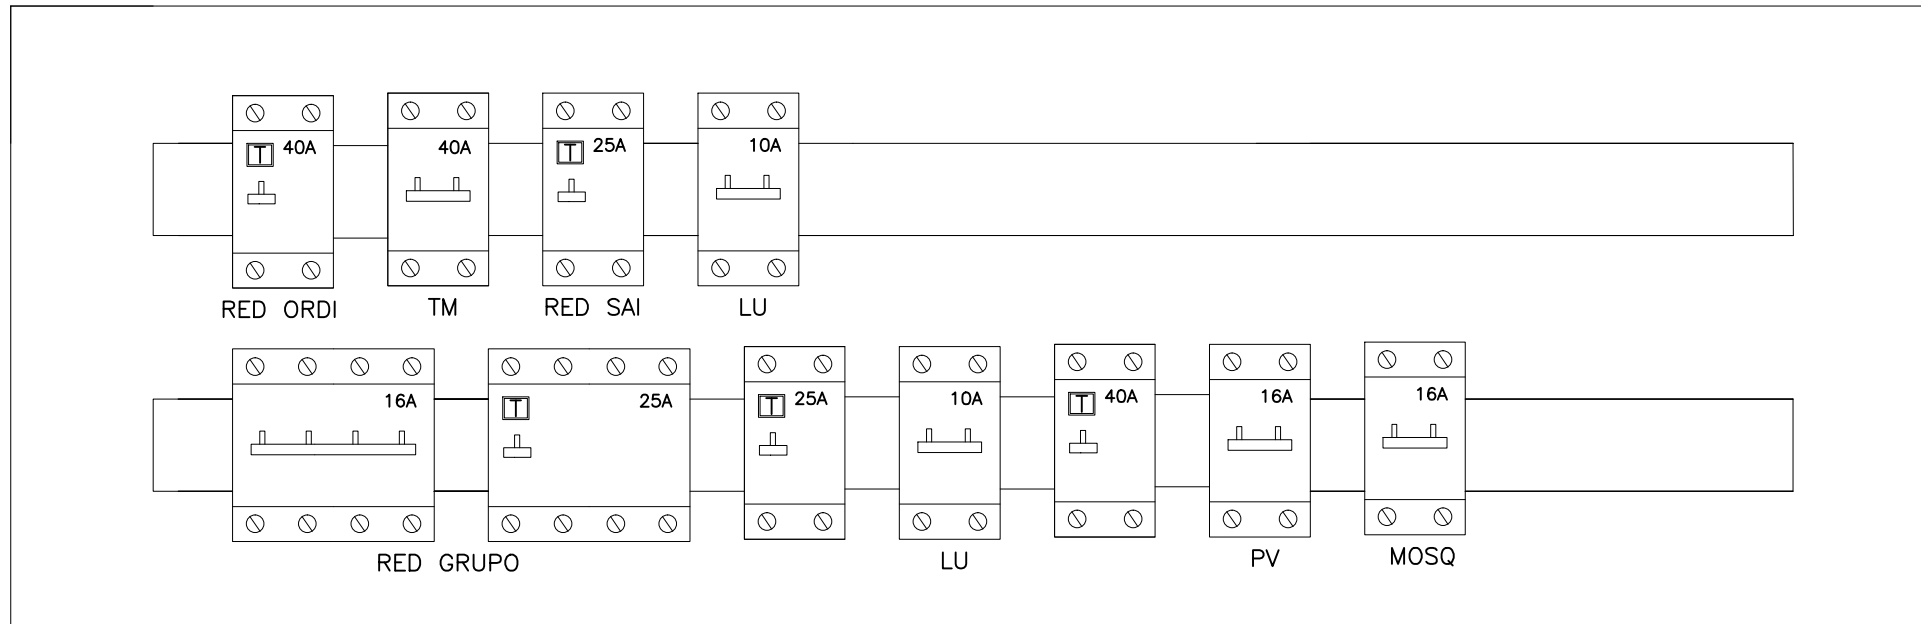 T 40A 40A T 25A 10A
RED ORDI TM RED SAI LU
16A T 25A T 25A 10A T 40A 16A 16A
RED GRUPO LU PV MOSQ